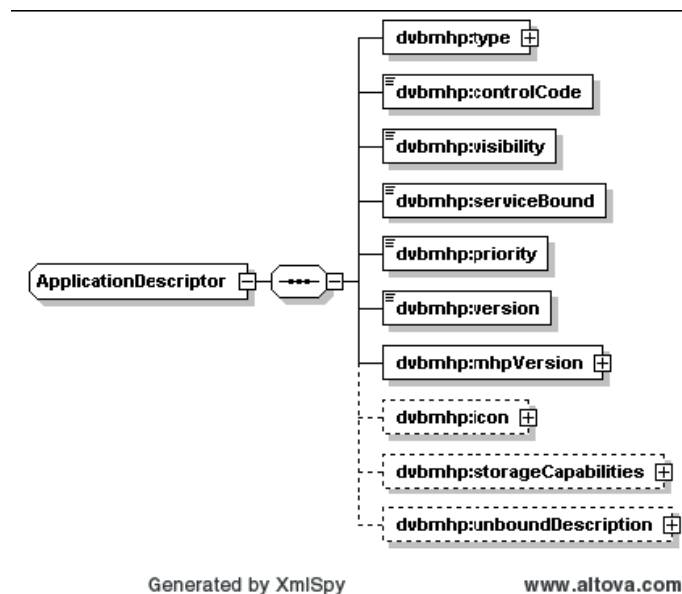 dvbmhp:type
dvbmhp:controlCode
dvbmhp:visibility
dvbmhp:serviceBound
dvbmhp:priority
ApplicationDescriptor
dvbmhp:version
dvbmhp:mhpVersion
dvbmhp:icon
dvbmhp:storageCapabilities
dvbmhp:unboundDescription
Generated by XmlSpy www.altova.com